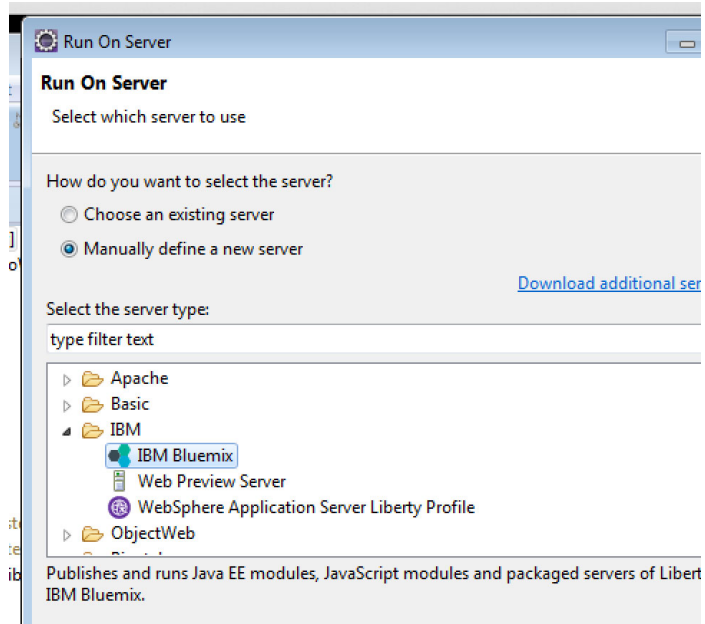 Run On Server
Run On Server
Select which server to use
How do you want to select the server?
Choose an existing server
Manually define a new server
Download additional ser
Select the server type:
type filter text
Apache
Basic
IBM
IBM Bluemix
Web Preview Server
WebSphere Application Server Liberty Profile
ObjectWeb
Publishes and runs Java EE modules, JavaScript modules and packaged servers of Libert
IBM Bluemix.